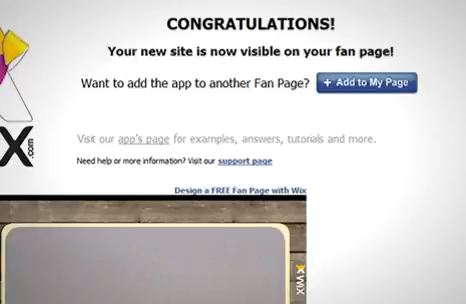 CONGRATULATIONS!
Your new site is now visible on your fan page!
Want to add the app to another Fan Page? + Add to My Page
X.com
Visit our app's page for examples, answers, tutorials and more.
Need help or more information? Visit our support page
Design a FREE Fan Page with
WIX